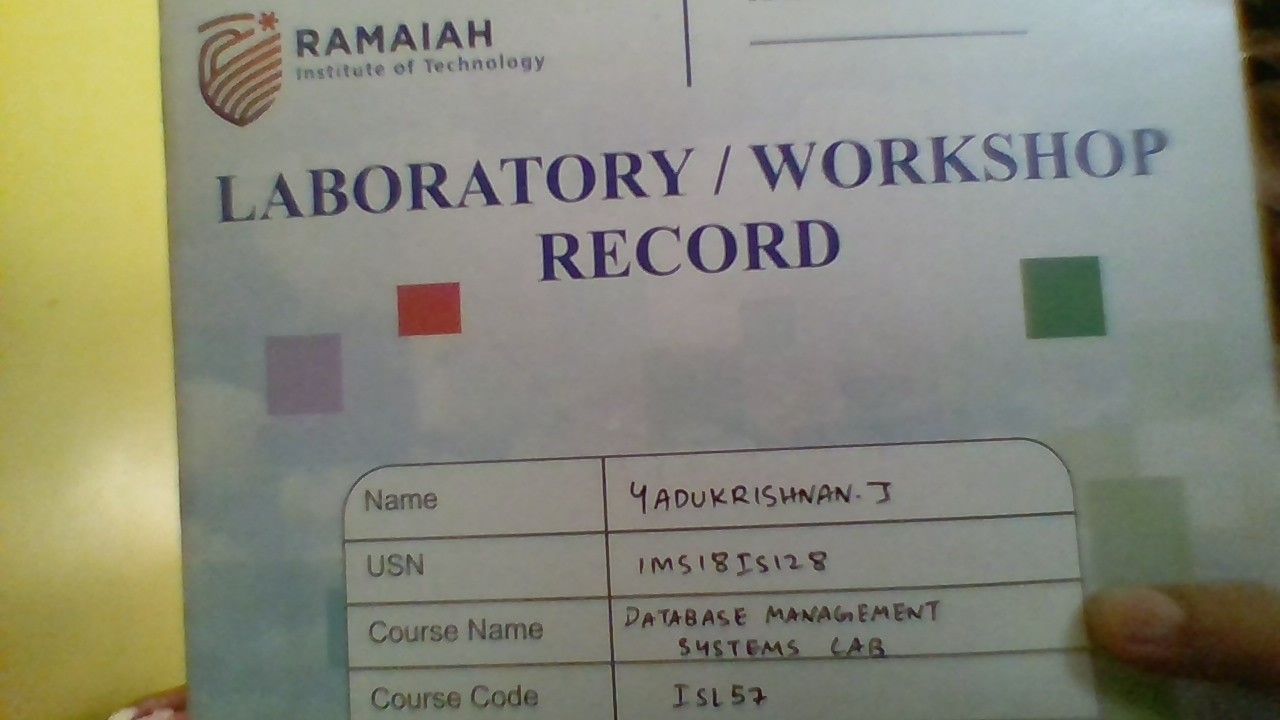 RAMAIAH
Institute of Technology
LABORATORY / WORKSHOP
RECORD
Name YADUKRISHNAN. J
USN 1MS18IS128
Course Name DATABASE MANAGEMENT
SYSTEMS LAB
Course Code ISL57